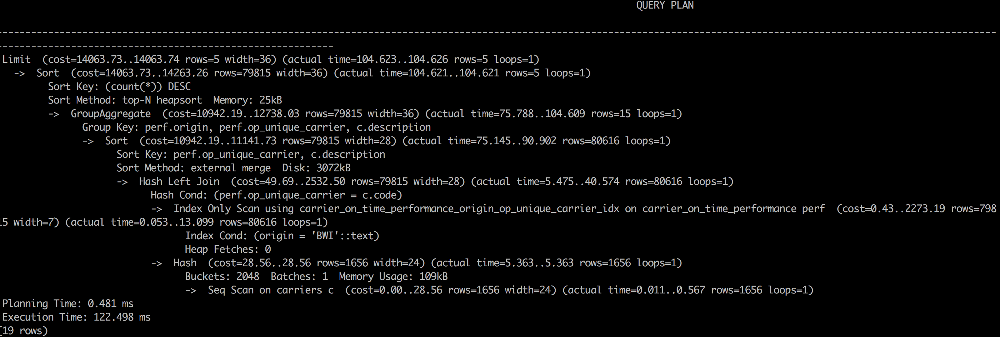 QUERY PLAN
--------------------------------------------------------------------------------------------------------------------------------------------------------------------------------
-----------------------------------------------------------
Limit  (cost=14063.73..14063.74 rows=5 width=36) (actual time=104.623..104.626 rows=5 loops=1)
  ->  Sort  (cost=14063.73..14263.26 rows=79815 width=36) (actual time=104.621..104.621 rows=5 loops=1)
        Sort Key: (count(*)) DESC
        Sort Method: top-N heapsort  Memory: 25kB
        ->  GroupAggregate  (cost=10942.19..12738.03 rows=79815 width=36) (actual time=75.788..104.609 rows=15 loops=1)
              Group Key: perf.origin, perf.op_unique_carrier, c.description
              ->  Sort  (cost=10942.19..11141.73 rows=79815 width=28) (actual time=75.145..90.902 rows=80616 loops=1)
                    Sort Key: perf.op_unique_carrier, c.description
                    Sort Method: external merge  Disk: 3072kB
                    ->  Hash Left Join  (cost=49.69..2532.50 rows=79815 width=28) (actual time=5.475..40.574 rows=80616 loops=1)
                          Hash Cond: (perf.op_unique_carrier = c.code)
                          ->  Index Only Scan using carrier_on_time_performance_origin_op_unique_carrier_idx on carrier_on_time_performance perf  (cost=0.43..2273.19 rows=798
15 width=7) (actual time=0.053..13.099 rows=80616 loops=1)
                                Index Cond: (origin = 'BWI'::text)
                                Heap Fetches: 0
                          ->  Hash  (cost=28.56..28.56 rows=1656 width=24) (actual time=5.363..5.363 rows=1656 loops=1)
                                Buckets: 2048  Batches: 1  Memory Usage: 109kB
                                ->  Seq Scan on carriers c  (cost=0.00..28.56 rows=1656 width=24) (actual time=0.011..0.567 rows=1656 loops=1)
Planning Time: 0.481 ms
Execution Time: 122.498 ms
(19 rows)